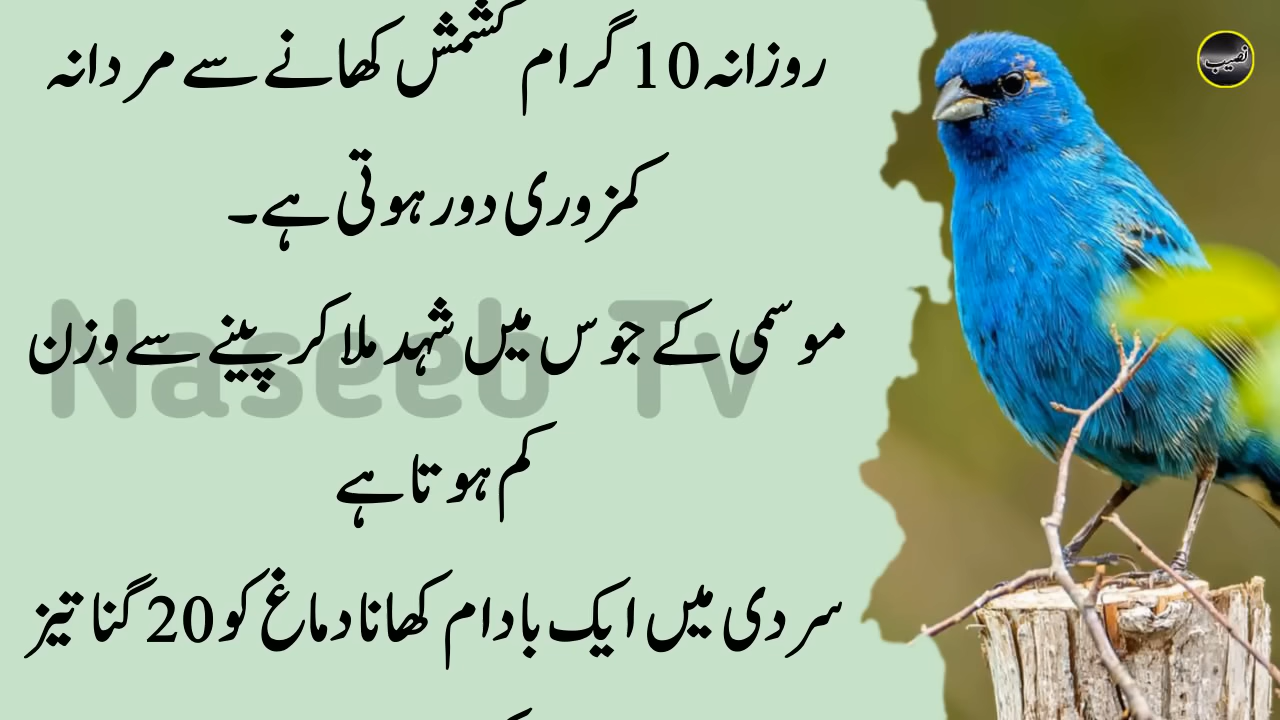 روزانہ 10 گرام کشمش کھانے سے مردانہ
کمزوری دور ہوتی ہے۔
موسمی کے جوس میں شہد ملا کر پینے سے وزن
کم ہوتا ہے
سردی میں ایک بادام کھانا دماغ کو 20 گنا تیز
Naseeb Tv
نصیب